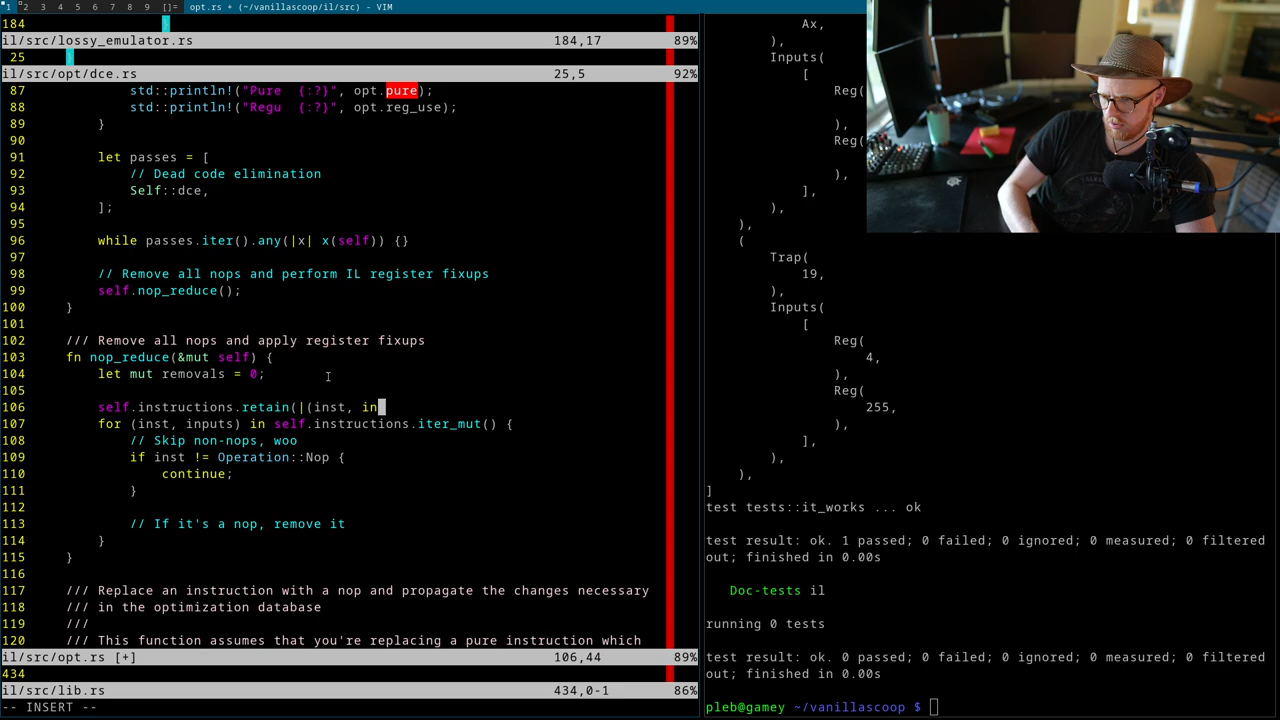 1 2 3 4 5 6 7 8 9 []= opt.rs + (~/vanillascoop/il/src) - VIM
184 }
il/src/lossy_emulator.rs 184,17 89%
25 }
il/src/opt/dce.rs 25,5 92%
87 std::println!("Pure {:?}", opt.pure);
88 std::println!("Regu {:?}", opt.reg_use);
89 }
90
91 let passes = [
92 // Dead code elimination
93 Self::dce,
94 ];
95
96 while passes.iter().any(|x| x(self)) {}
97
98 // Remove all nops and perform IL register fixups
99 self.nop_reduce();
100 }
101
102 /// Remove all nops and apply register fixups
103 fn nop_reduce(&mut self) {
104 let mut removals = 0;
105
106 self.instructions.retain(|(inst, in
107 for (inst, inputs) in self.instructions.iter_mut() {
108 // Skip non-nops, woo
109 if inst != Operation::Nop {
110 continue;
111 }
112
113 // If it's a nop, remove it
114 }
115 }
116
117 /// Replace an instruction with a nop and propagate the changes necessary
118 /// in the optimization database
119 ///
120 /// This function assumes that you're replacing a pure instruction which
il/src/opt.rs [+] 106,44 89%
434
il/src/lib.rs 434,0-1 86%
-- INSERT --
Ax,
),
Inputs(
[
Reg(
),
Reg(
),
],
),
),
(
Trap(
19,
),
Inputs(
[
Reg(
4,
),
Reg(
255,
),
],
),
),
]
test tests::it_works ... ok
test result: ok. 1 passed; 0 failed; 0 ignored; 0 measured; 0 filtered
out; finished in 0.00s
Doc-tests il
running 0 tests
test result: ok. 0 passed; 0 failed; 0 ignored; 0 measured; 0 filtered
out; finished in 0.00s
pleb@gamey ~/vanillascoop $